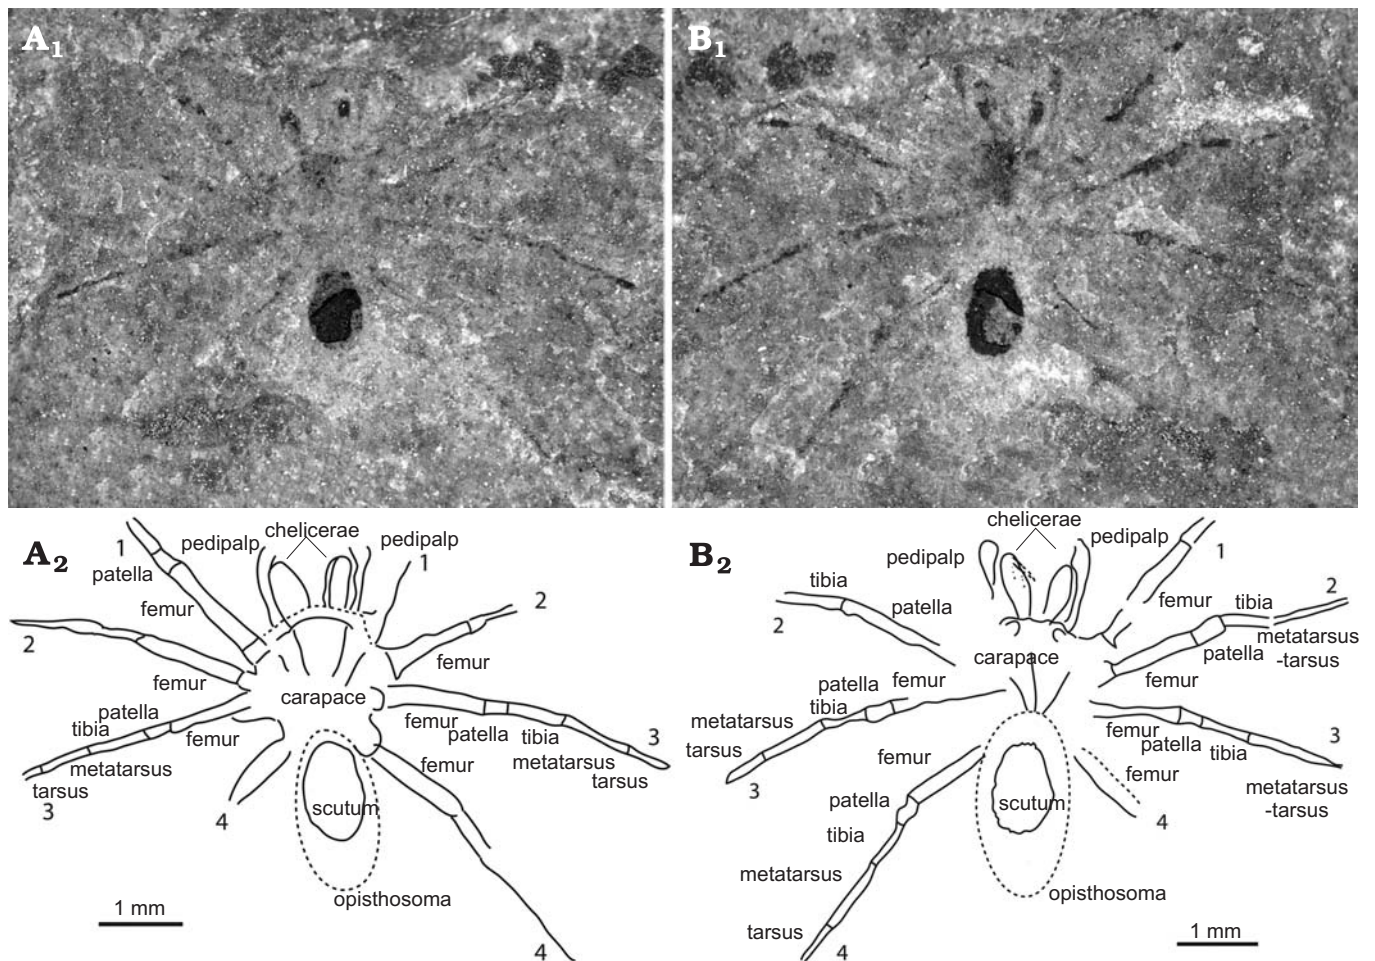 A1
B1
A2
1
patella
femur
2
femur
patella
tibia
metatarsus
tarsus
3
femur
4
pedipalp
chelicerae
pedipalp
1
2
femur
carapace
femur
patella
tibia
metatarsus
tarsus
3
femur
scutum
opisthosoma
4
1 mm
B2
chelicerae
pedipalp
pedipalp
1
tibia
patella
2
femur
2
tibia
metatarsus
-tarsus
patella
femur
carapace
patella
femur
tibia
metatarsus
tarsus
3
femur
patella
tibia
3
metatarsus
-tarsus
femur
4
femur
patella
tibia
metatarsus
tarsus
4
scutum
opisthosoma
1 mm